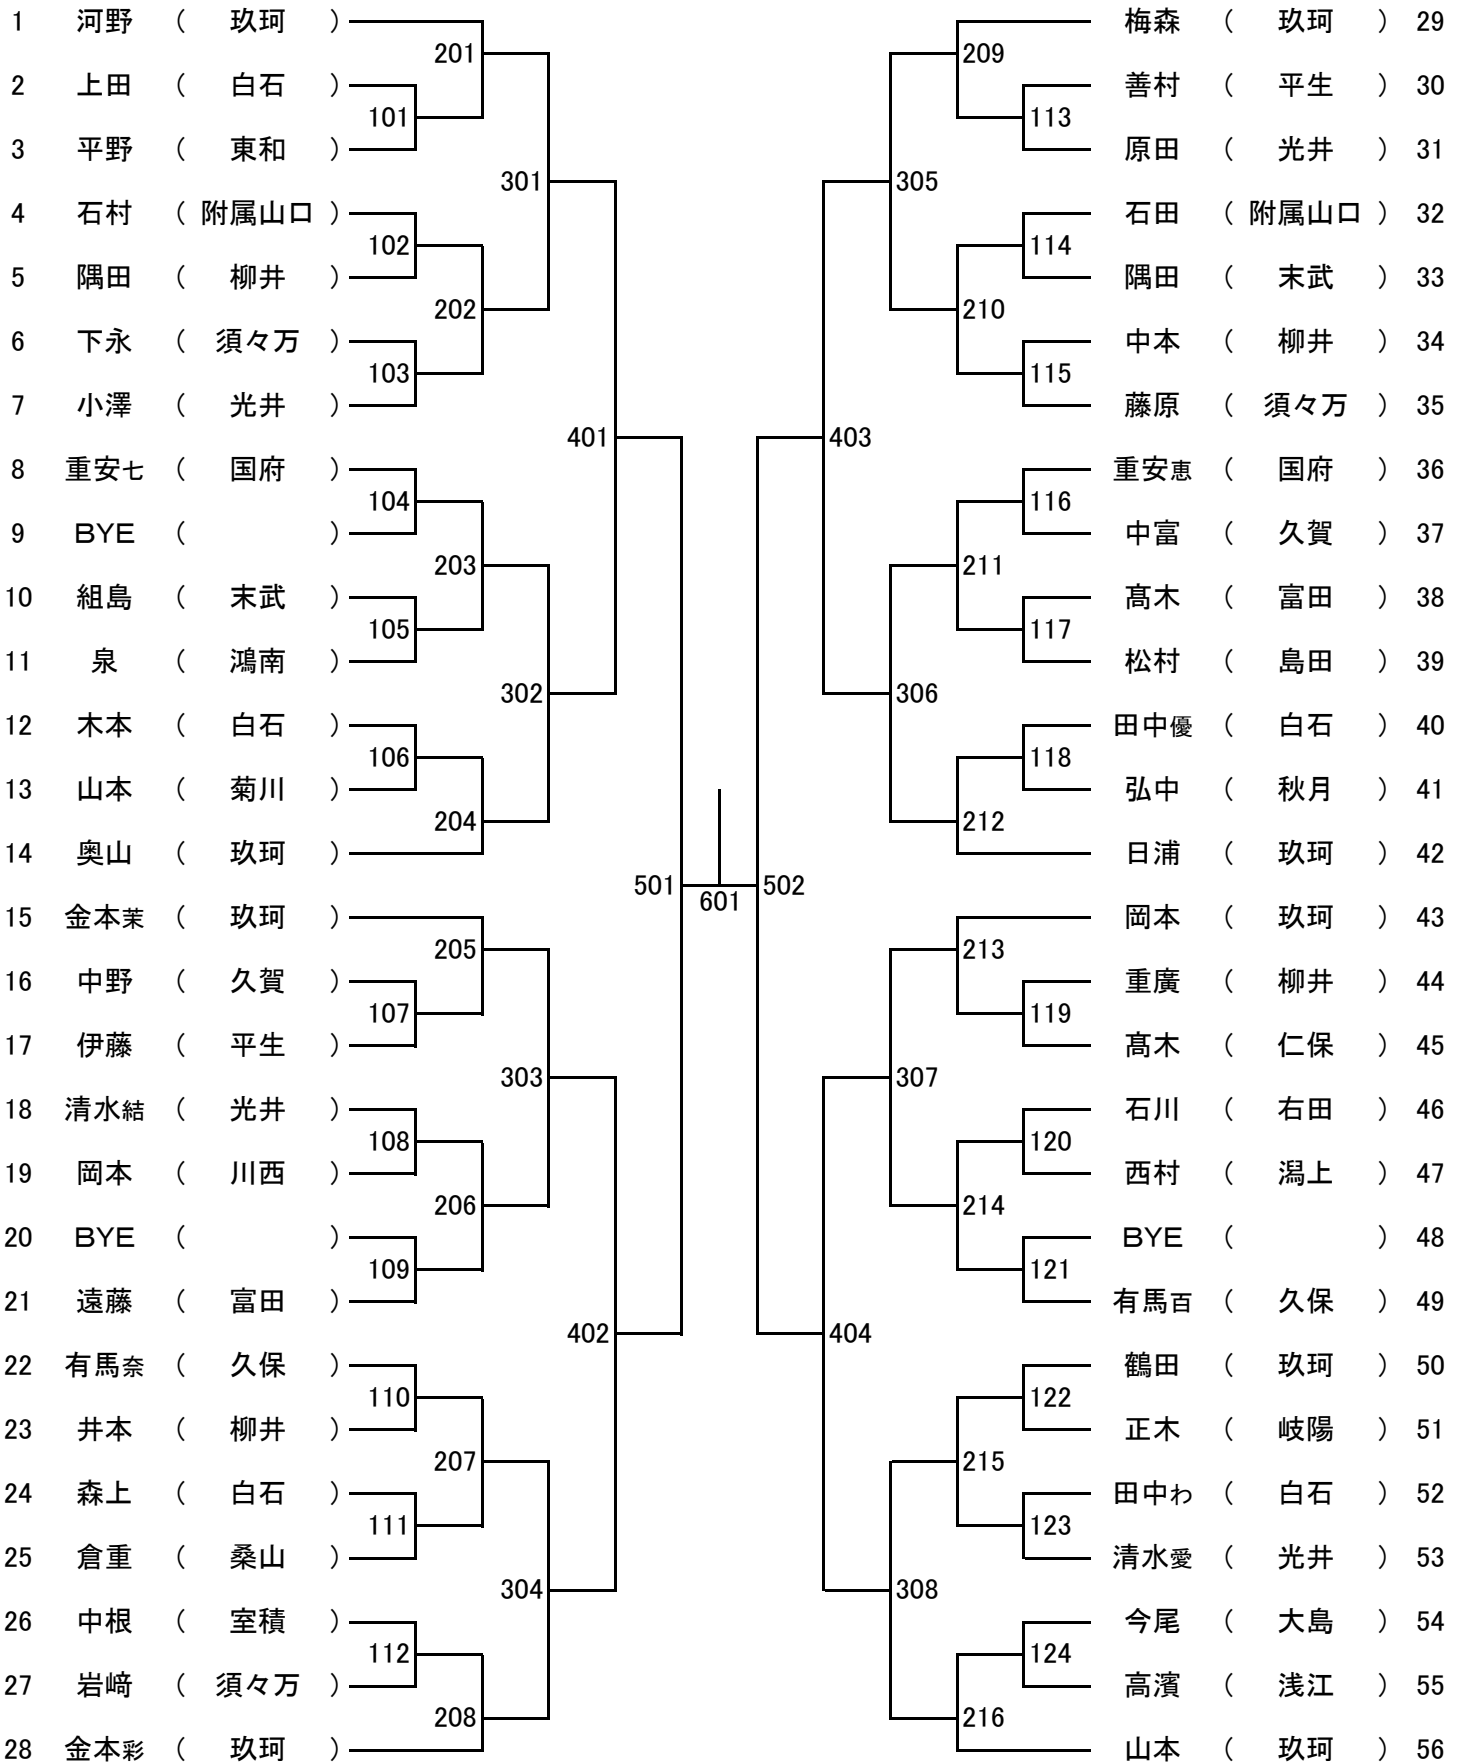 1 河野 ( 玖珂 )
201
2 上田 ( 白石 )
101
3 平野 ( 東和 )
301
4 石村 ( 附属山口 )
102
5 隅田 ( 柳井 )
202
6 下永 ( 須々万 )
103
7 小澤 ( 光井 )
401
8 重安七 ( 国府 )
104
9 BYE ( )
203
10 組島 ( 末武 )
105
11 泉 ( 鴻南 )
302
12 木本 ( 白石 )
106
13 山本 ( 菊川 )
204
14 奥山 ( 玖珂 )
501
15 金本茉 ( 玖珂 )
205
16 中野 ( 久賀 )
107
17 伊藤 ( 平生 )
303
18 清水結 ( 光井 )
108
19 岡本 ( 川西 )
206
20 BYE ( )
109
21 遠藤 ( 富田 )
402
22 有馬奈 ( 久保 )
110
23 井本 ( 柳井 )
207
24 森上 ( 白石 )
111
25 倉重 ( 桑山 )
304
26 中根 ( 室積 )
112
27 岩﨑 ( 須々万 )
208
28 金本彩 ( 玖珂 )
601
梅森 ( 玖珂 ) 29
209
善村 ( 平生 ) 30
113
原田 ( 光井 ) 31
305
石田 ( 附属山口 ) 32
114
隅田 ( 末武 ) 33
210
中本 ( 柳井 ) 34
115
藤原 ( 須々万 ) 35
403
重安恵 ( 国府 ) 36
116
中富 ( 久賀 ) 37
211
髙木 ( 富田 ) 38
117
松村 ( 島田 ) 39
306
田中優 ( 白石 ) 40
118
弘中 ( 秋月 ) 41
212
日浦 ( 玖珂 ) 42
502
岡本 ( 玖珂 ) 43
213
重廣 ( 柳井 ) 44
119
髙木 ( 仁保 ) 45
307
石川 ( 右田 ) 46
120
西村 ( 潟上 ) 47
214
BYE ( ) 48
121
有馬百 ( 久保 ) 49
404
鶴田 ( 玖珂 ) 50
122
正木 ( 岐陽 ) 51
215
田中わ ( 白石 ) 52
123
清水愛 ( 光井 ) 53
308
今尾 ( 大島 ) 54
124
高濱 ( 浅江 ) 55
216
山本 ( 玖珂 ) 56